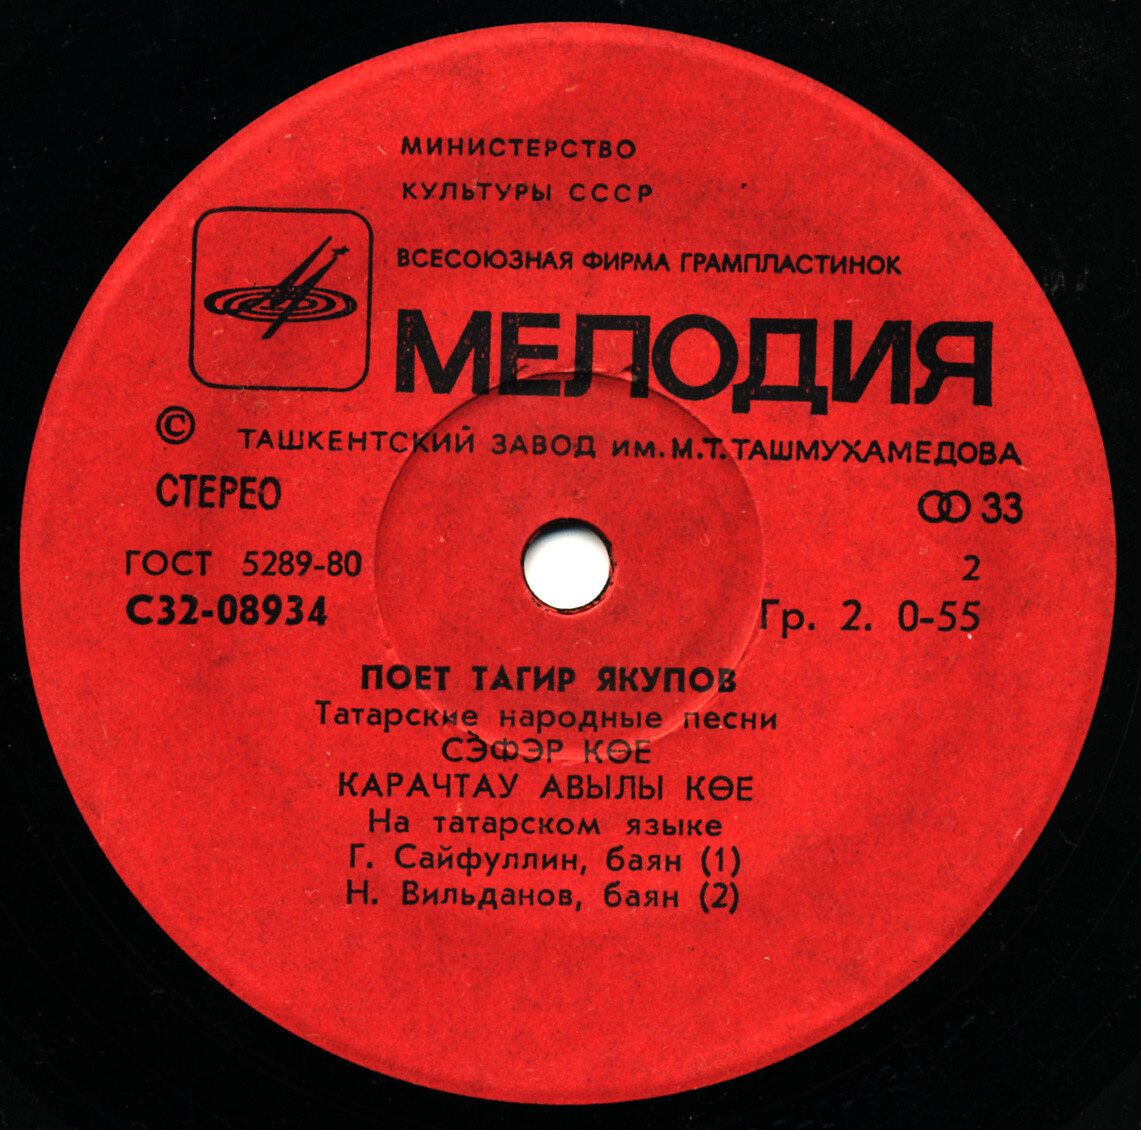 МИНИСТЕРСТВО
КУЛЬТУРЫ СССР
ВСЕСОЮЗНАЯ ФИРМА ГРАМПЛАСТИНОК
МЕЛОДИЯ
© ТАШКЕНТСКИЙ ЗАВОД им. М.Т. ТАШМУХАМЕДОВА
СТЕРЕО
33
ГОСТ 5289-80
2
С32-08934
Гр. 2. 0-55
ПОЕТ ТАГИР ЯКУПОВ
Татарские народные песни
СЭФЭР КӨЕ
КАРАЧТАУ АВЫЛЫ КӨЕ
На татарском языке
Г. Сайфуллин, баян (1)
Н. Вильданов, баян (2)